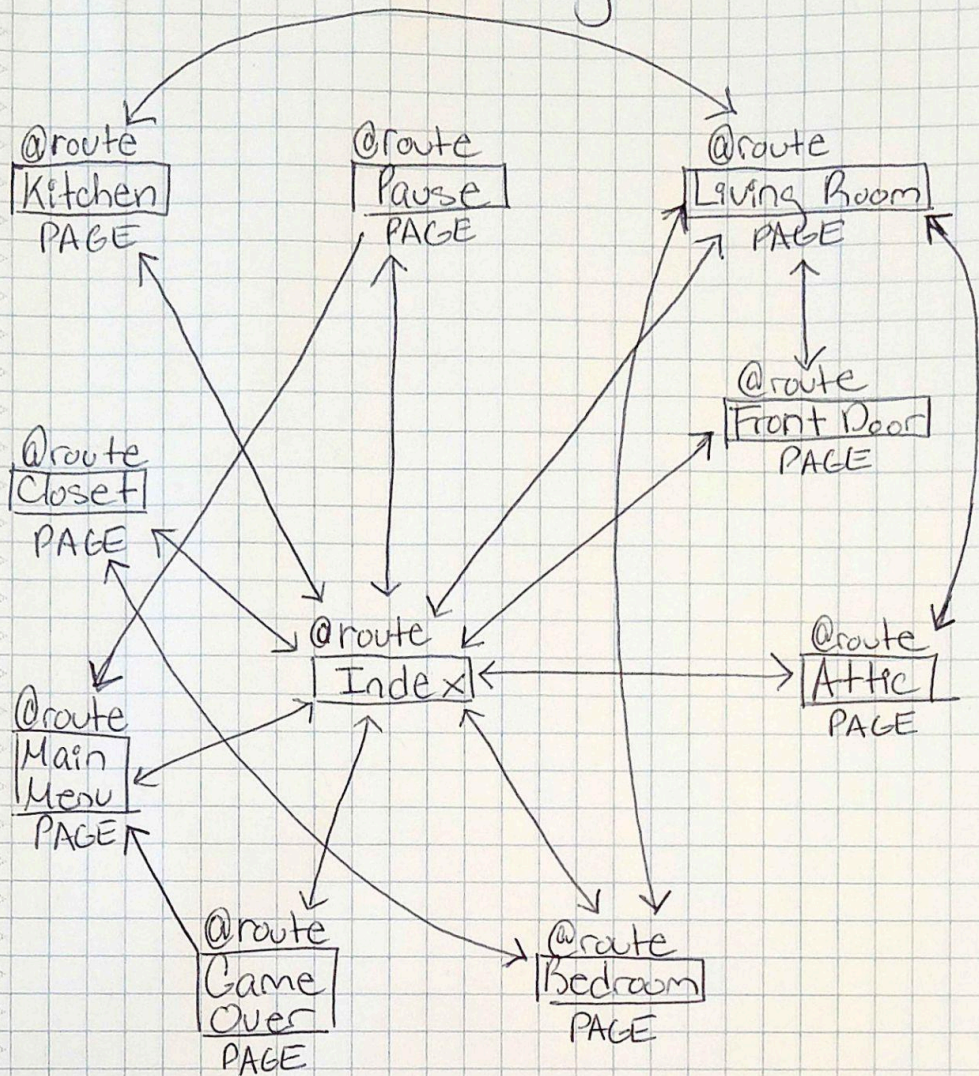 @route
Kitchen
PAGE
@route
Pause
PAGE
@route
Living Room
PAGE
@route
Front Door
PAGE
@route
Closet
PAGE
@route
Index
@route
Attic
PAGE
@route
Main
Menu
PAGE
@route
Game
Over
PAGE
@route
Bedroom
PAGE